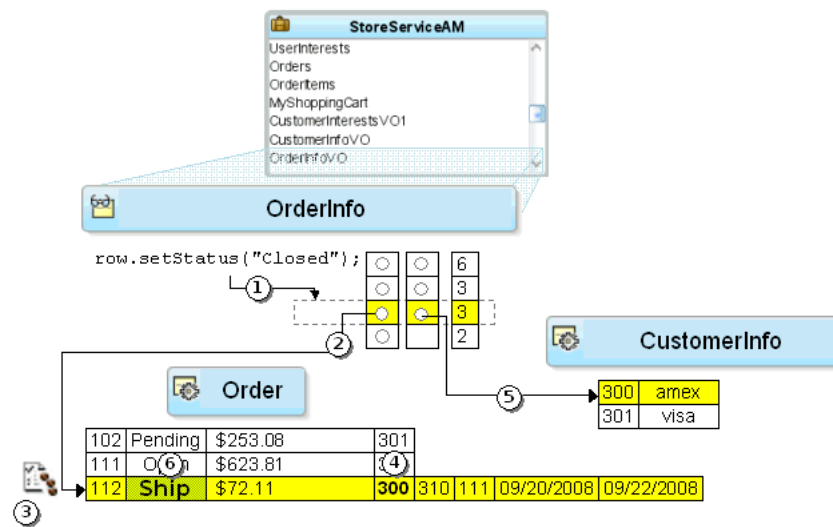 StoreServiceAM
UserInterests
Orders
OrderItems
MyShoppingCart
CustomerInterestsVO1
CustomerInfoVO
OrderInfoVO
OrderInfo
row.setStatus("Closed");
6
1
3
3
2
2
CustomerInfo
Order
5
300 amex
301 visa
102 Pending $253.08 301
111 6 $623.81 4
112 Ship $72.11 300 310 111 09/20/2008 09/22/2008
3